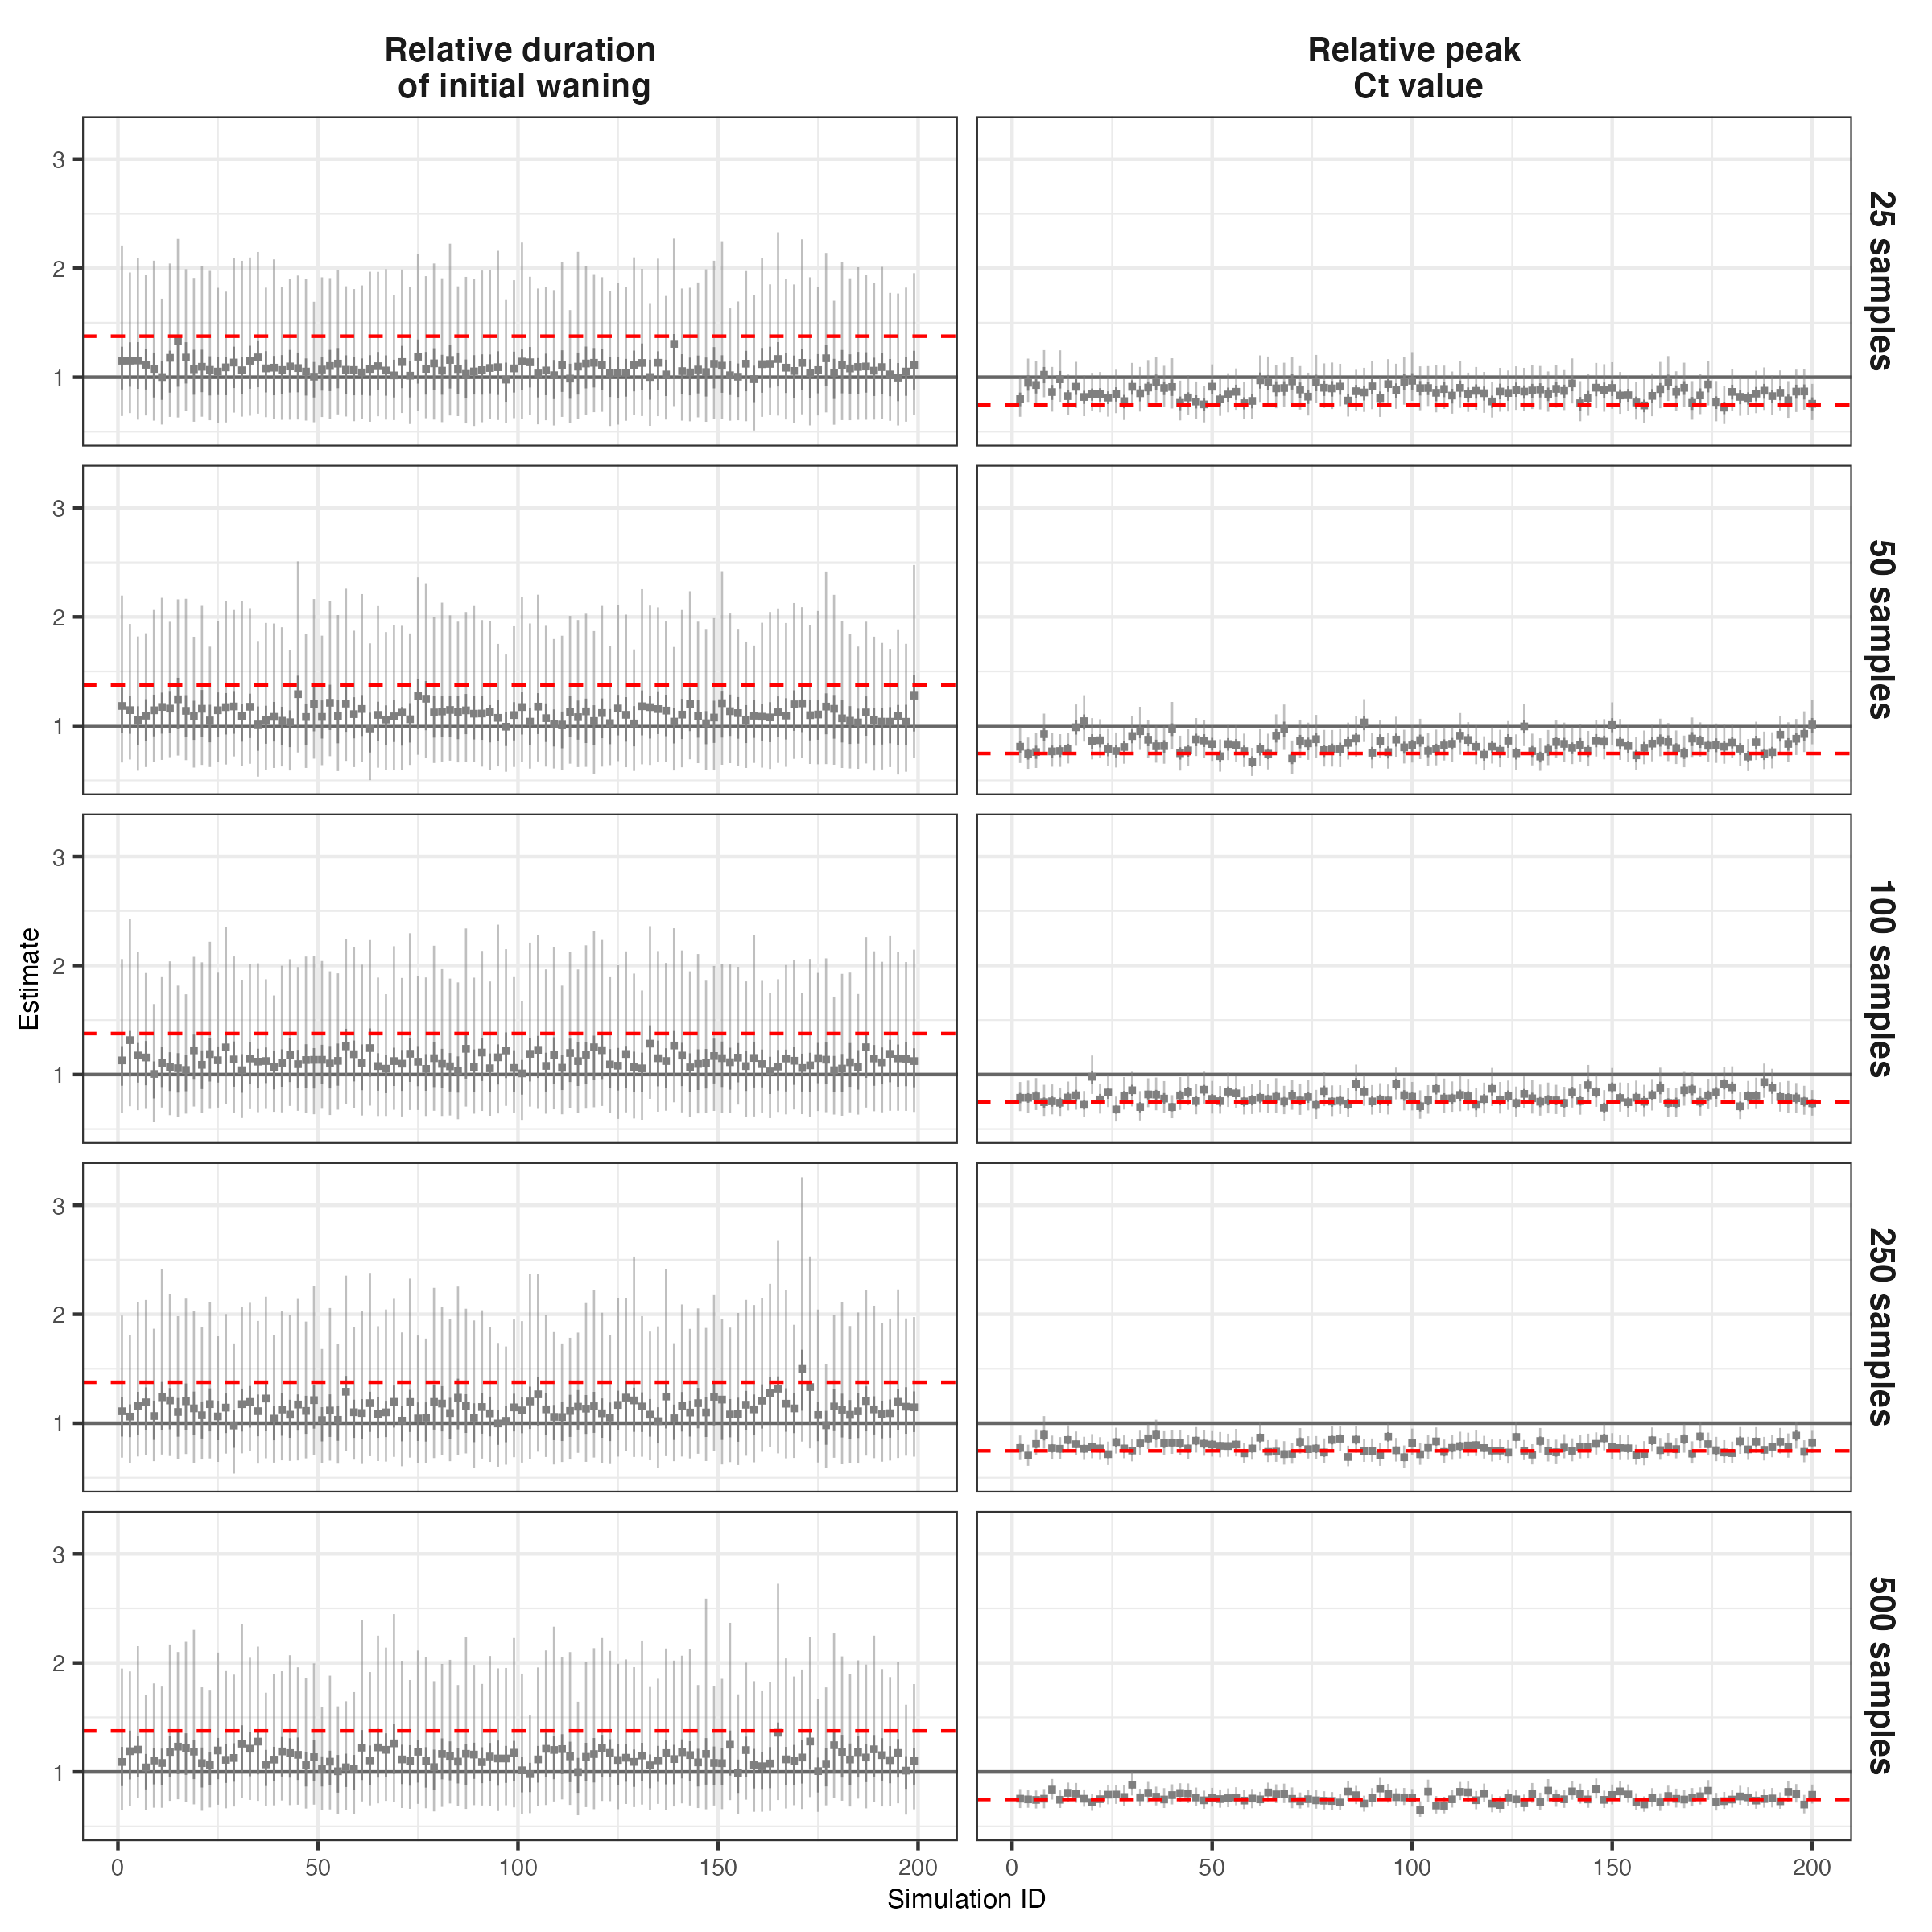 Relative duration
of initial waning
Relative peak
Ct value
3
2
1
25 samples
3
2
1
50 samples
3
2
1
100 samples
Estimate
3
2
1
250 samples
3
2
1
500 samples
0 50 100 150 200
0 50 100 150 200
Simulation ID